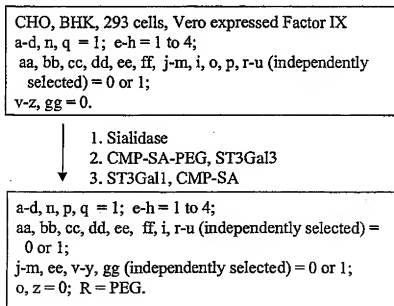 CHO, BHK, 293 cells, Vero expressed Factor IX
a-d, n, q = 1; e-h = 1 to 4;
aa, bb, cc, dd, ee, ff, j-m, i, o, p, r-u (independently
selected) = 0 or 1;
v-z, gg = 0.
1. Sialidase
2. CMP-SA-PEG, ST3Gal3
3. ST3Gal1, CMP-SA
a-d, n, p, q = 1; e-h = 1 to 4;
aa, bb, cc, dd, ee, ff, i, r-u (independently selected) =
0 or 1;
j-m, ee, v-y, gg (independently selected) = 0 or 1;
o, z = 0; R = PEG.